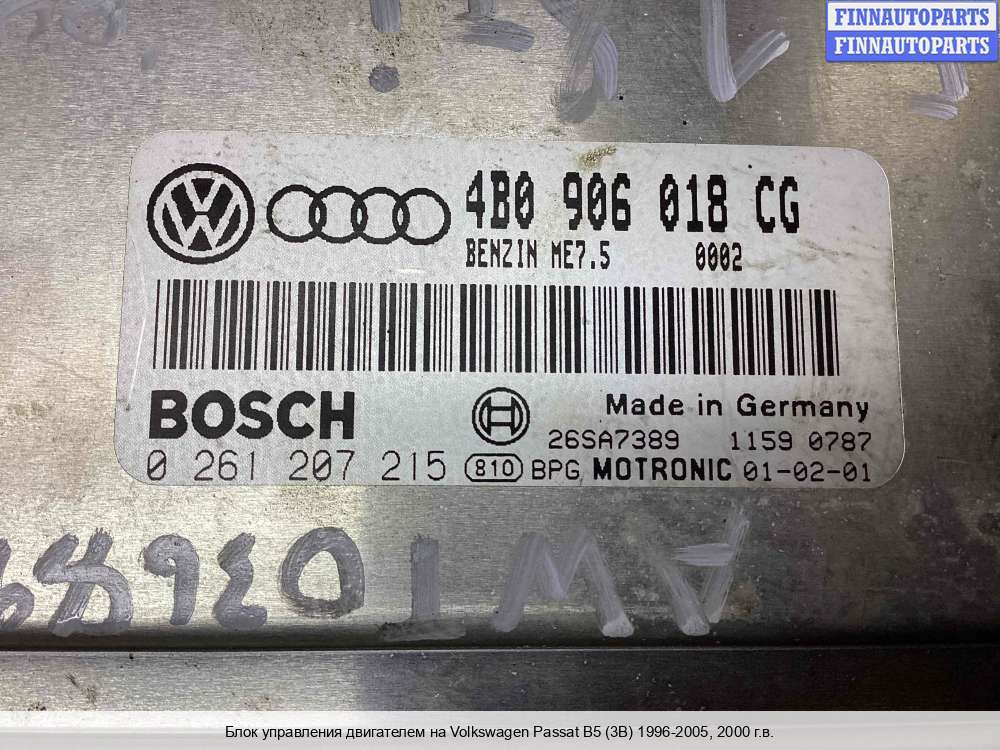 FINNAUTOPARTS
FINNAUTOPARTS
4B0 906 018 CG
BENZIN ME7.5 0002
BOSCH
Made in Germany
26SA7389 1159 0787
0 261 207 215 810 BPG MOTRONIC 01-02-01
AWT
Блок управления двигателем на Volkswagen Passat B5 (3B) 1996-2005, 2000 г.в.